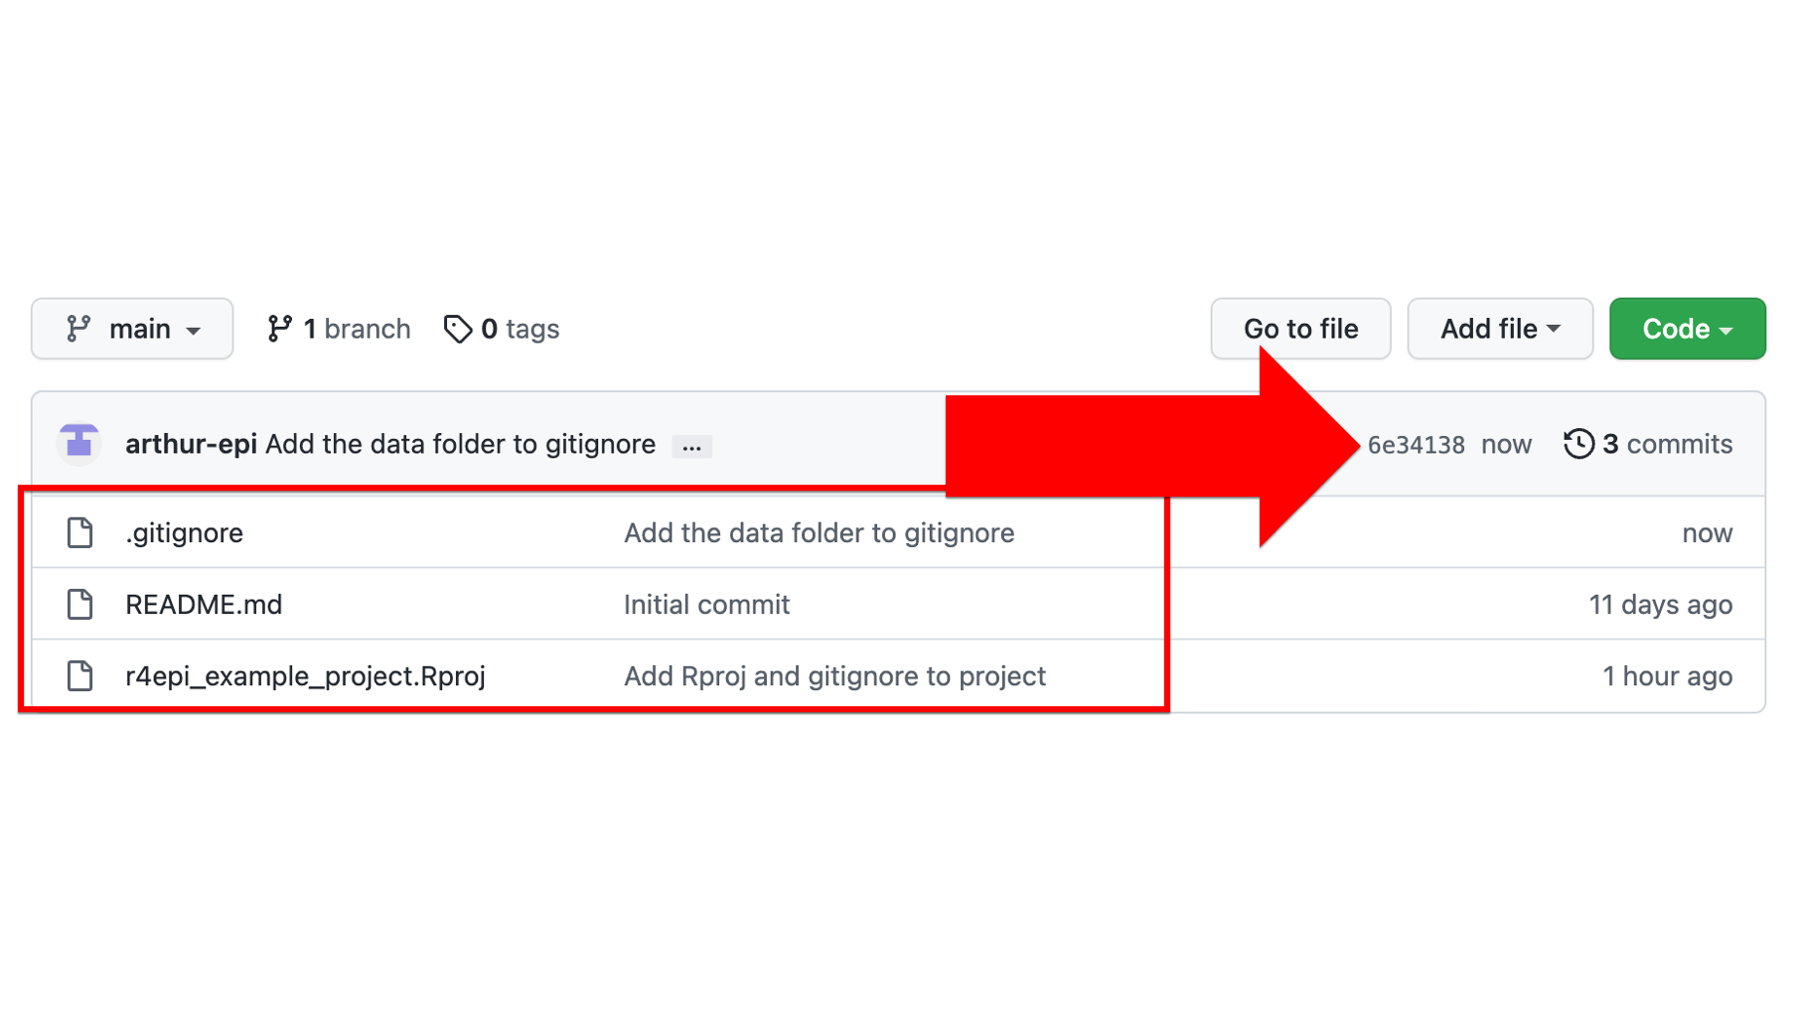 main 1 branch 0 tags Go to file Add file Code
arthur-epi Add the data folder to gitignore ... 6e34138 now 3 commits
.gitignore Add the data folder to gitignore now
README.md Initial commit 11 days ago
r4epi_example_project.Rproj Add Rproj and gitignore to project 1 hour ago